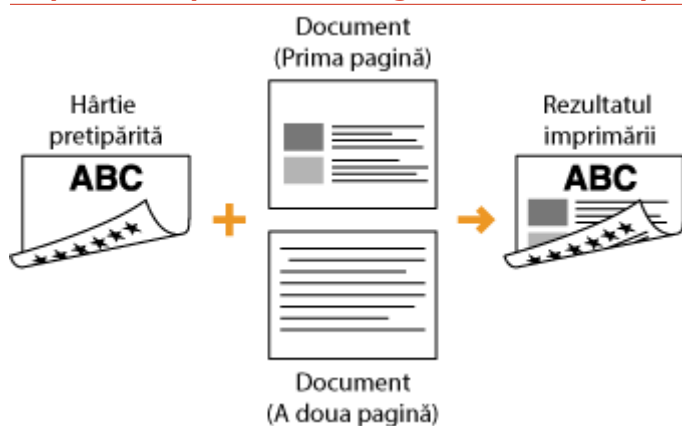 Document
(Prima pagină)
Hârtie
pretipărită
ABC
Rezultatul
imprimării
ABC
Document
(A doua pagină)